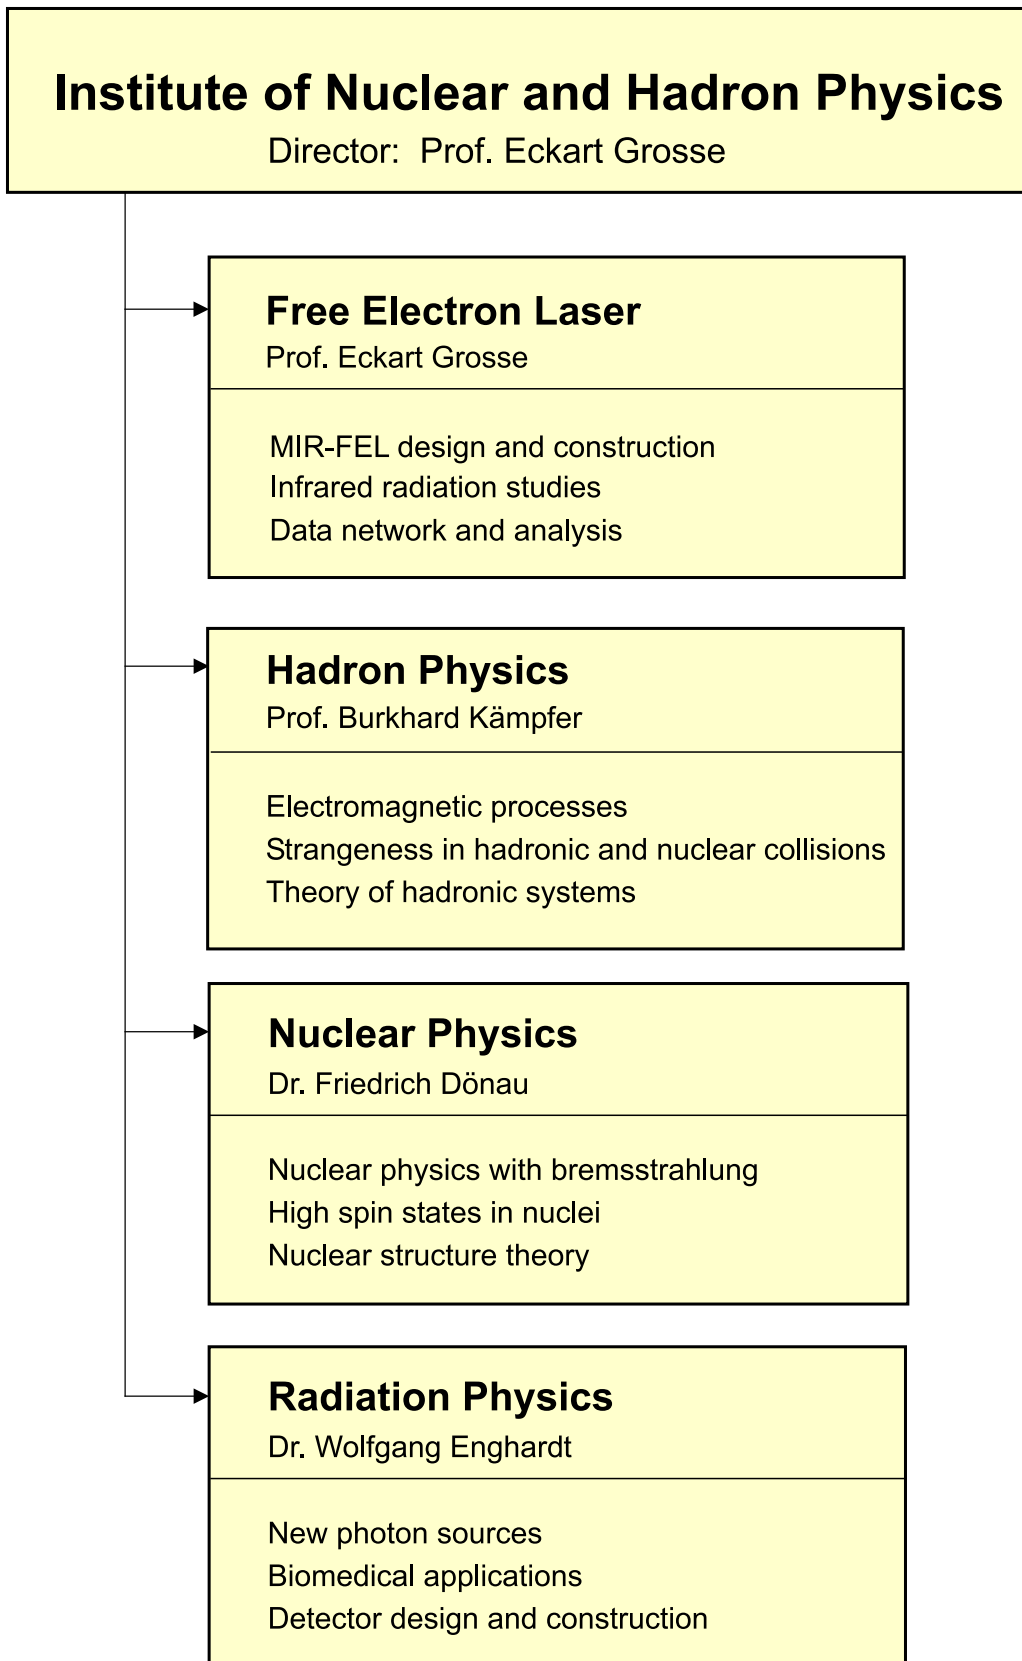 Institute of Nuclear and Hadron Physics
Director: Prof. Eckart Grosse
Free Electron Laser
Prof. Eckart Grosse
MIR-FEL design and construction
Infrared radiation studies
Data network and analysis
Hadron Physics
Prof. Burkhard Kämpfer
Electromagnetic processes
Strangeness in hadronic and nuclear collisions
Theory of hadronic systems
Nuclear Physics
Dr. Friedrich Dönau
Nuclear physics with bremsstrahlung
High spin states in nuclei
Nuclear structure theory
Radiation Physics
Dr. Wolfgang Enghardt
New photon sources
Biomedical applications
Detector design and construction